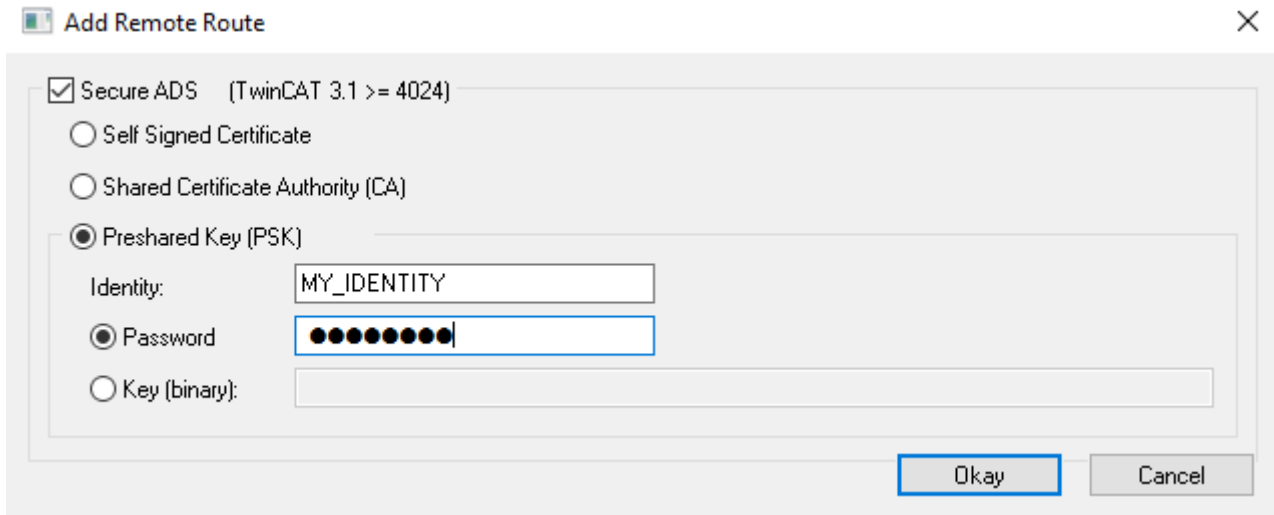 Add Remote Route
Secure ADS (TwinCAT 3.1 >= 4024)
Self Signed Certificate
Shared Certificate Authority (CA)
Preshared Key (PSK)
Identity: MY_IDENTITY
Password ●●●●●●●●
Key (binary):
Okay Cancel